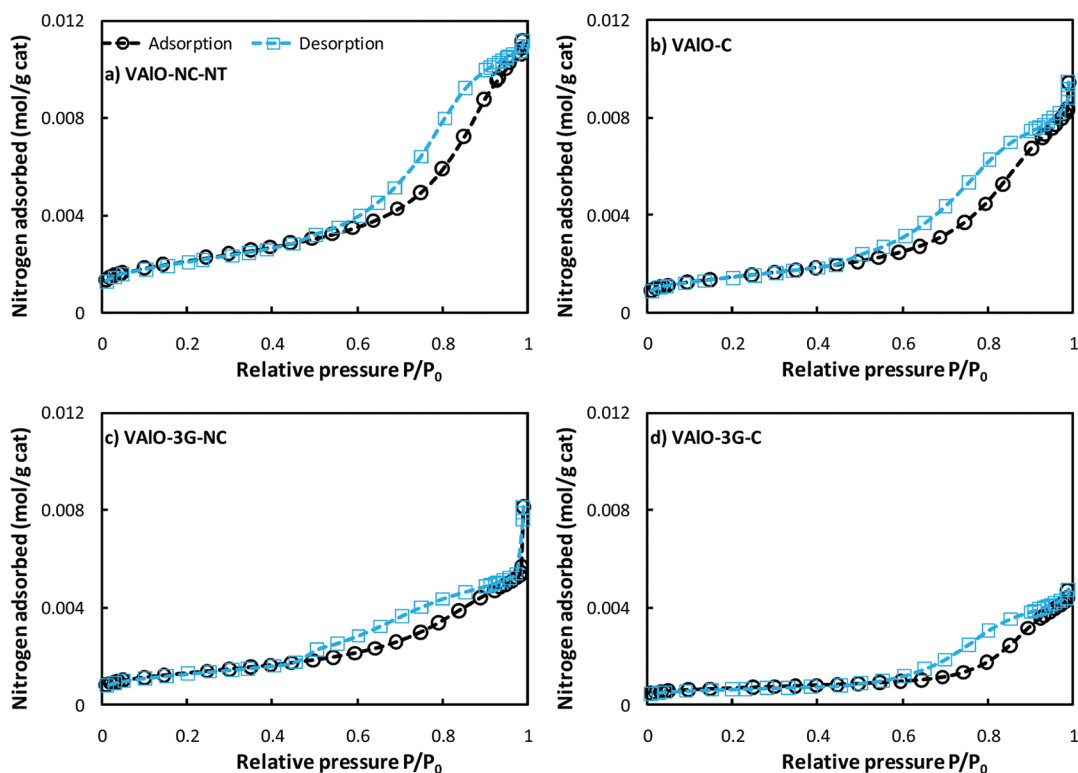 Nitrogen adsorbed (mol/g cat)
0.012
0.008
0.004
0
Adsorption
Desorption
a) VAlO-NC-NT
0
0.2
0.4
0.6
0.8
1
Relative pressure P/P₀
Nitrogen adsorbed (mol/g cat)
0.012
0.008
0.004
0
b) VAlO-C
0
0.2
0.4
0.6
0.8
1
Relative pressure P/P₀
Nitrogen adsorbed (mol/g cat)
0.012
0.008
0.004
0
c) VAlO-3G-NC
0
0.2
0.4
0.6
0.8
1
Relative pressure P/P₀
Nitrogen adsorbed (mol/g cat)
0.012
0.008
0.004
0
d) VAlO-3G-C
0
0.2
0.4
0.6
0.8
1
Relative pressure P/P₀